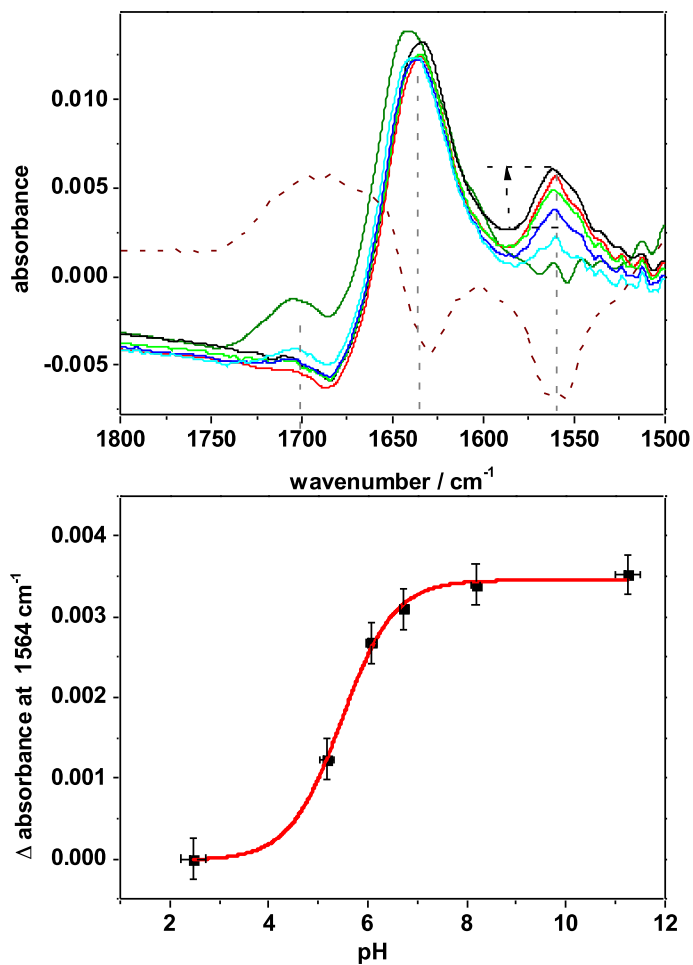 absorbance
0.010
0.005
0.000
-0.005
1800 1750 1700 1650 1600 1550 1500
wavenumber / cm⁻¹
Δ absorbance at 1564 cm⁻¹
0.004
0.003
0.002
0.001
0.000
2 4 6 8 10 12
pH